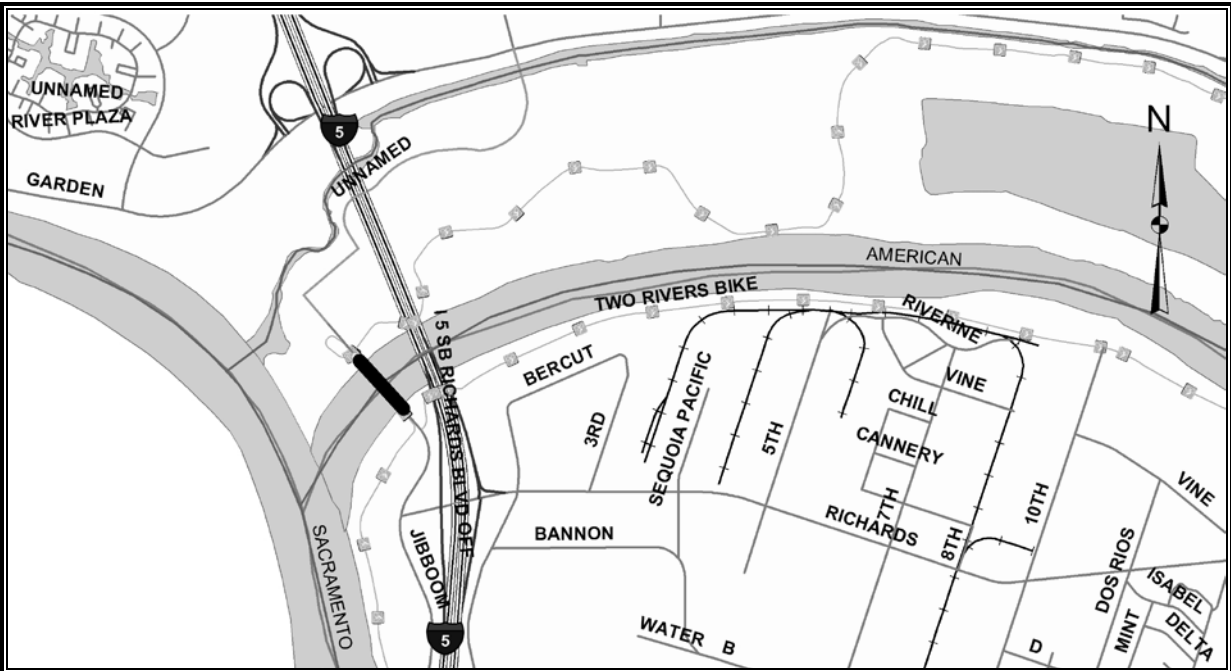 UNNAMED
RIVER PLAZA
5
N
UNNAMED
GARDEN
AMERICAN
TWO RIVERS BIKE
RIVERINE
I 5 SB RICHARDS BLVD OFF
BERCUT
VINE
SEQUOIA PACIFIC
CHILL
3RD
5TH
CANNERY
VINE
7TH
10TH
RICHARDS
SACRAMENTO
BANNON
8TH
JIBBOOM
DOS RIOS
ISABEL
5
WATER B
D
MINT
DELTA